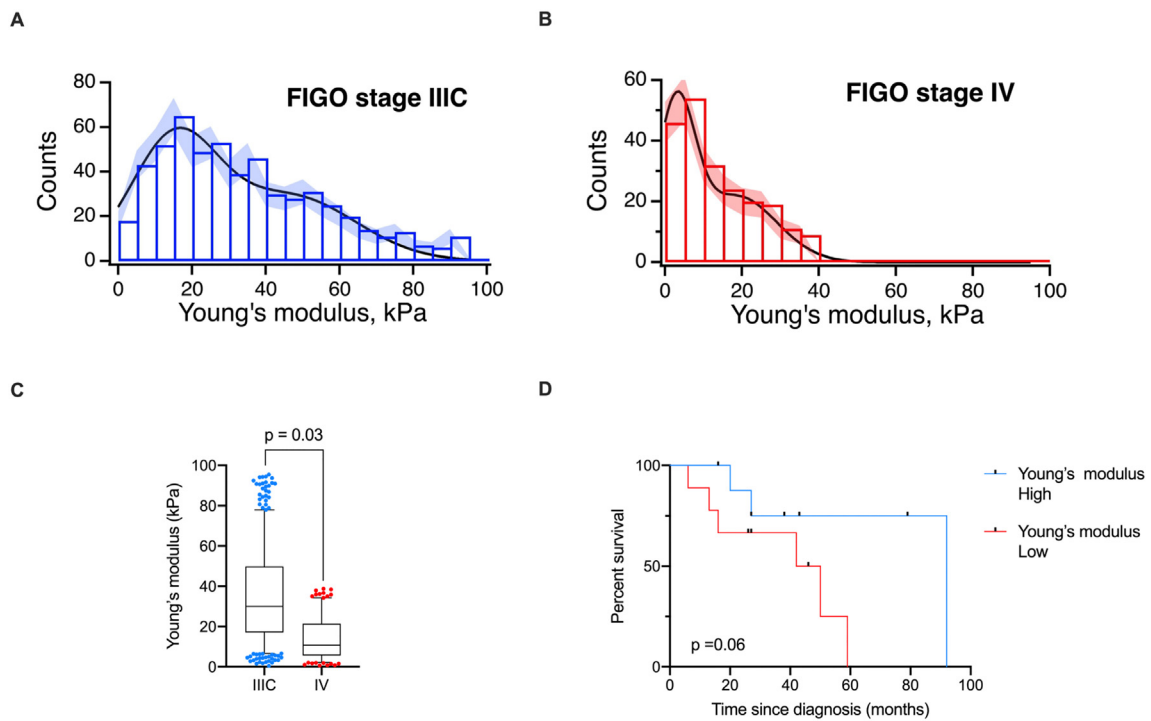 A
B
FIGO stage IIIC
FIGO stage IV
Counts
80
60
40
20
0
0 20 40 60 80 100
Young's modulus, kPa
Counts
60
40
20
0
0 20 40 60 80 100
Young's modulus, kPa
C
D
p = 0.03
Young's modulus (kPa)
100
80
60
40
20
0
IIIC IV
Percent survival
100
50
0
p =0.06
0 20 40 60 80 100
Time since diagnosis (months)
Young's modulus
High
Young's modulus
Low